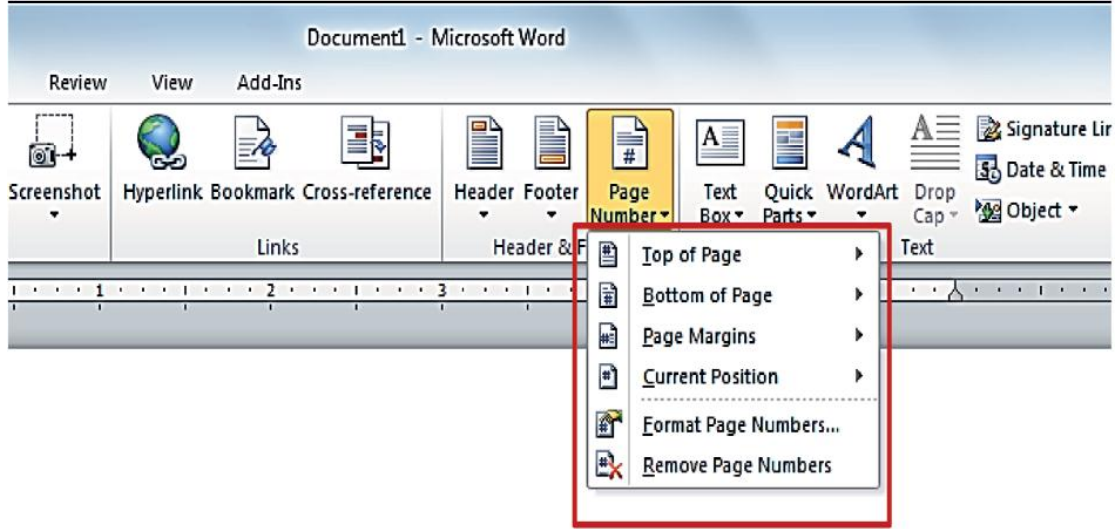 Document1 - Microsoft Word
Review View Add-Ins
Screenshot Hyperlink Bookmark Cross-reference Header Footer Page Number Text Box Quick Parts WordArt Drop Cap
Signature Lin
Date & Time
Object
Links Header & F Text
1 2 3
Top of Page
Bottom of Page
Page Margins
Current Position
Format Page Numbers...
Remove Page Numbers